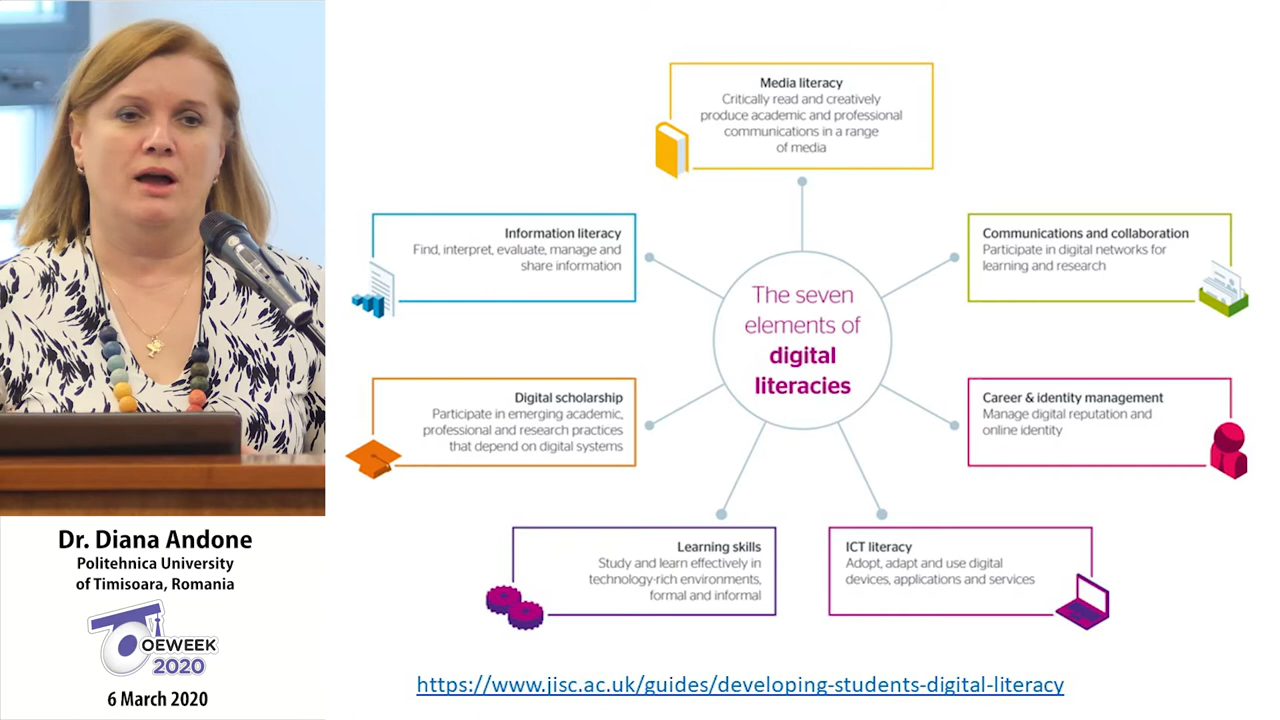 Dr. Diana Andone
Politehnica University
of Timisoara, Romania
OEWEEK
2020
6 March 2020
Media literacy
Critically read and creatively
produce academic and professional
communications in a range
of media
Information literacy
Find, interpret, evaluate, manage and
share information
Communications and collaboration
Participate in digital networks for
learning and research
The seven
elements of
digital
literacies
Digital scholarship
Participate in emerging academic,
professional and research practices
that depend on digital systems
Career & identity management
Manage digital reputation and
online identity
Learning skills
Study and learn effectively in
technology-rich environments,
formal and informal
ICT literacy
Adopt, adapt and use digital
devices, applications and services
https://www.jisc.ac.uk/guides/developing-students-digital-literacy